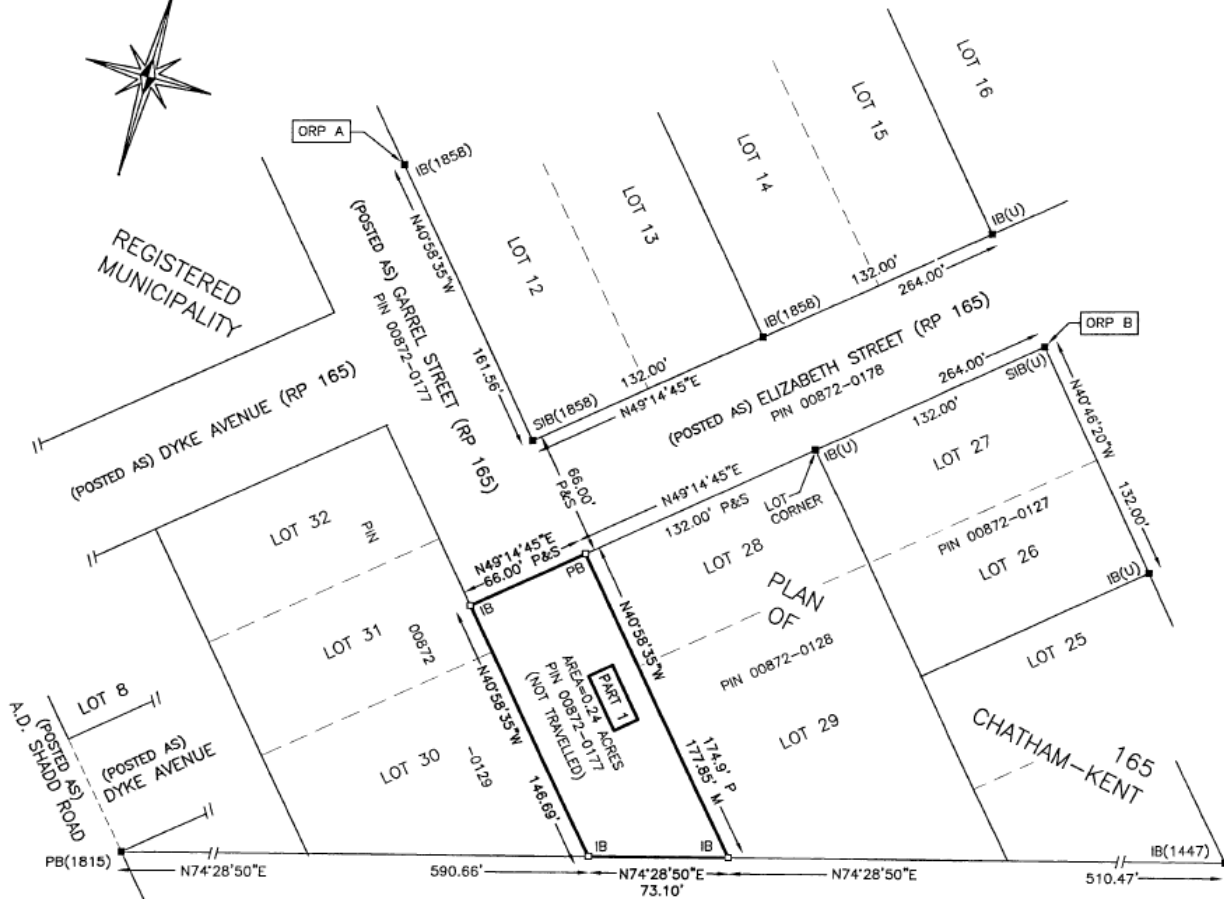 ORP A
IB(1858)
LOT 16
LOT 15
LOT 14
LOT 13
LOT 12
REGISTERED
MUNICIPALITY
N40°58'35"W
161.56'
(POSTED AS) GARREL STREET (RP 165)
PIN 00872-0177
IB(U)
132.00'
264.00'
IB(1858)
132.00'
N49°14'45"E
SIB(1858)
(POSTED AS) ELIZABETH STREET (RP 165)
PIN 00872-0178
ORP B
SIB(U)
264.00'
132.00'
N40°46'20"W
132.00'
(POSTED AS) DYKE AVENUE (RP 165)
66.00'
P&S
N49°14'45"E
132.00' P&S
IB(U)
LOT
CORNER
LOT 27
PIN 00872-0127
LOT 26
IB(U)
LOT 32
PIN
N49°14'45"E
66.00' P&S
PB
IB
LOT 28
PLAN
OF
LOT 31
00872
N40°58'35"W
146.69'
PART 1
AREA=0.24 ACRES
PIN 00872-0177
(NOT TRAVELLED)
N40°58'35"W
174.9' P
177.85' M
PIN 00872-0128
LOT 25
LOT 29
LOT 30
-0129
165
CHATHAM-KENT
LOT 8
(POSTED AS)
DYKE AVENUE
(POSTED AS)
A.D. SHADD ROAD
PB(1815)
IB
IB
IB(1447)
N74°28'50"E
590.66'
N74°28'50"E
73.10'
N74°28'50"E
510.47'